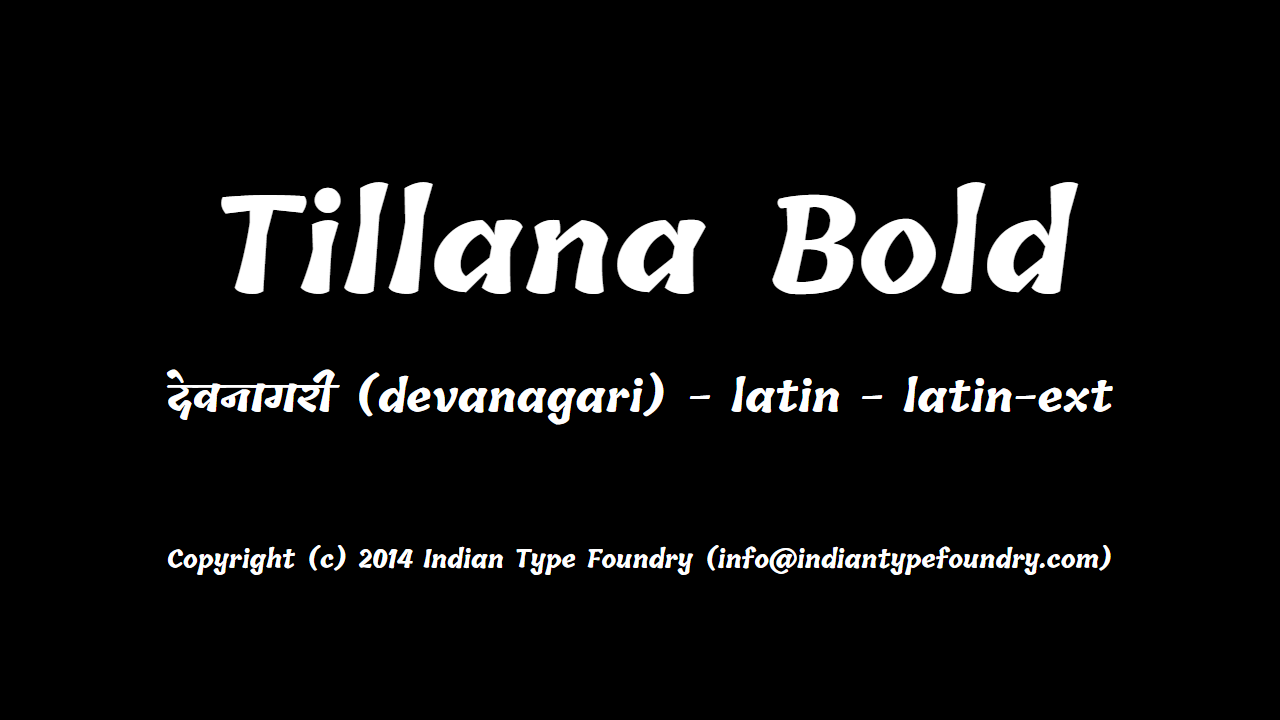 Tillana Bold
देवनागरी (devanagari) - latin - latin-ext
Copyright (c) 2014 Indian Type Foundry (info@indiantypefoundry.com)